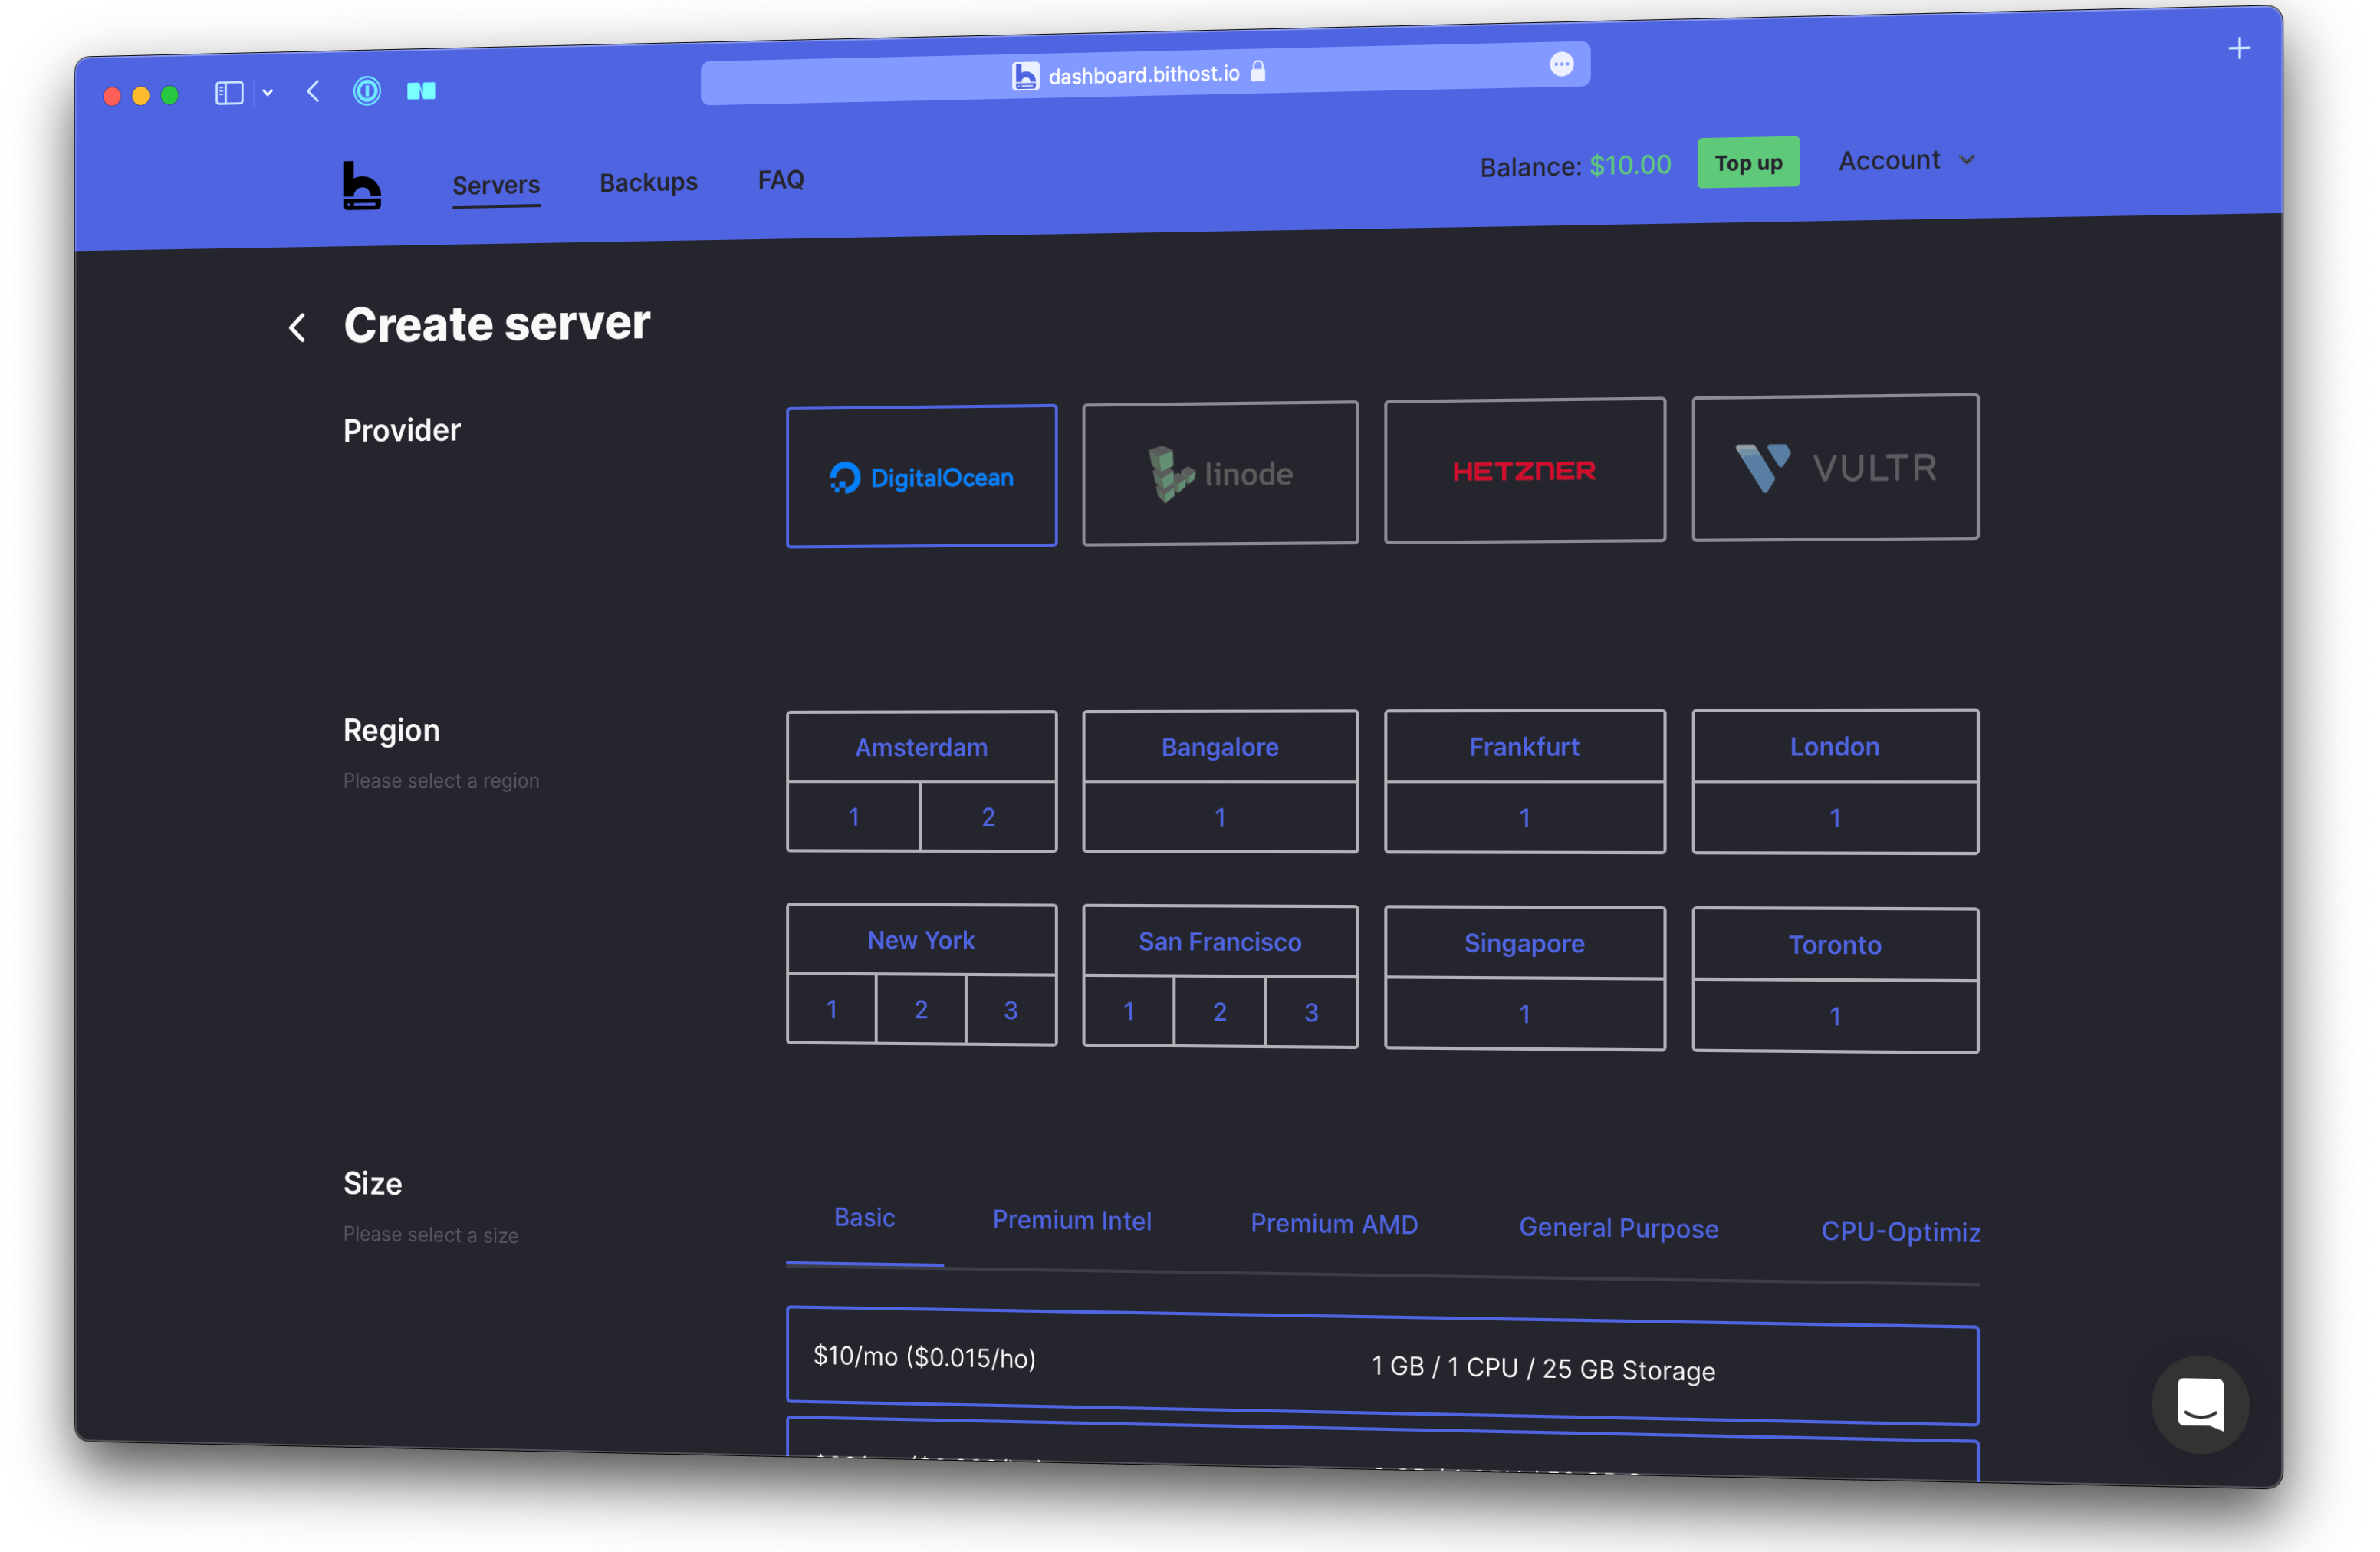 dashboard.bithost.io
Servers Backups FAQ Balance: $10.00 Top up Account
Create server
Provider
DigitalOcean linode HETZNER VULTR
Region
Please select a region
Amsterdam Bangalore Frankfurt London
1 2 1 1 1
New York San Francisco Singapore Toronto
1 2 3 1 2 3 1 1
Size
Please select a size
Basic Premium Intel Premium AMD General Purpose CPU-Optimiz
$10/mo ($0.015/ho) 1 GB / 1 CPU / 25 GB Storage